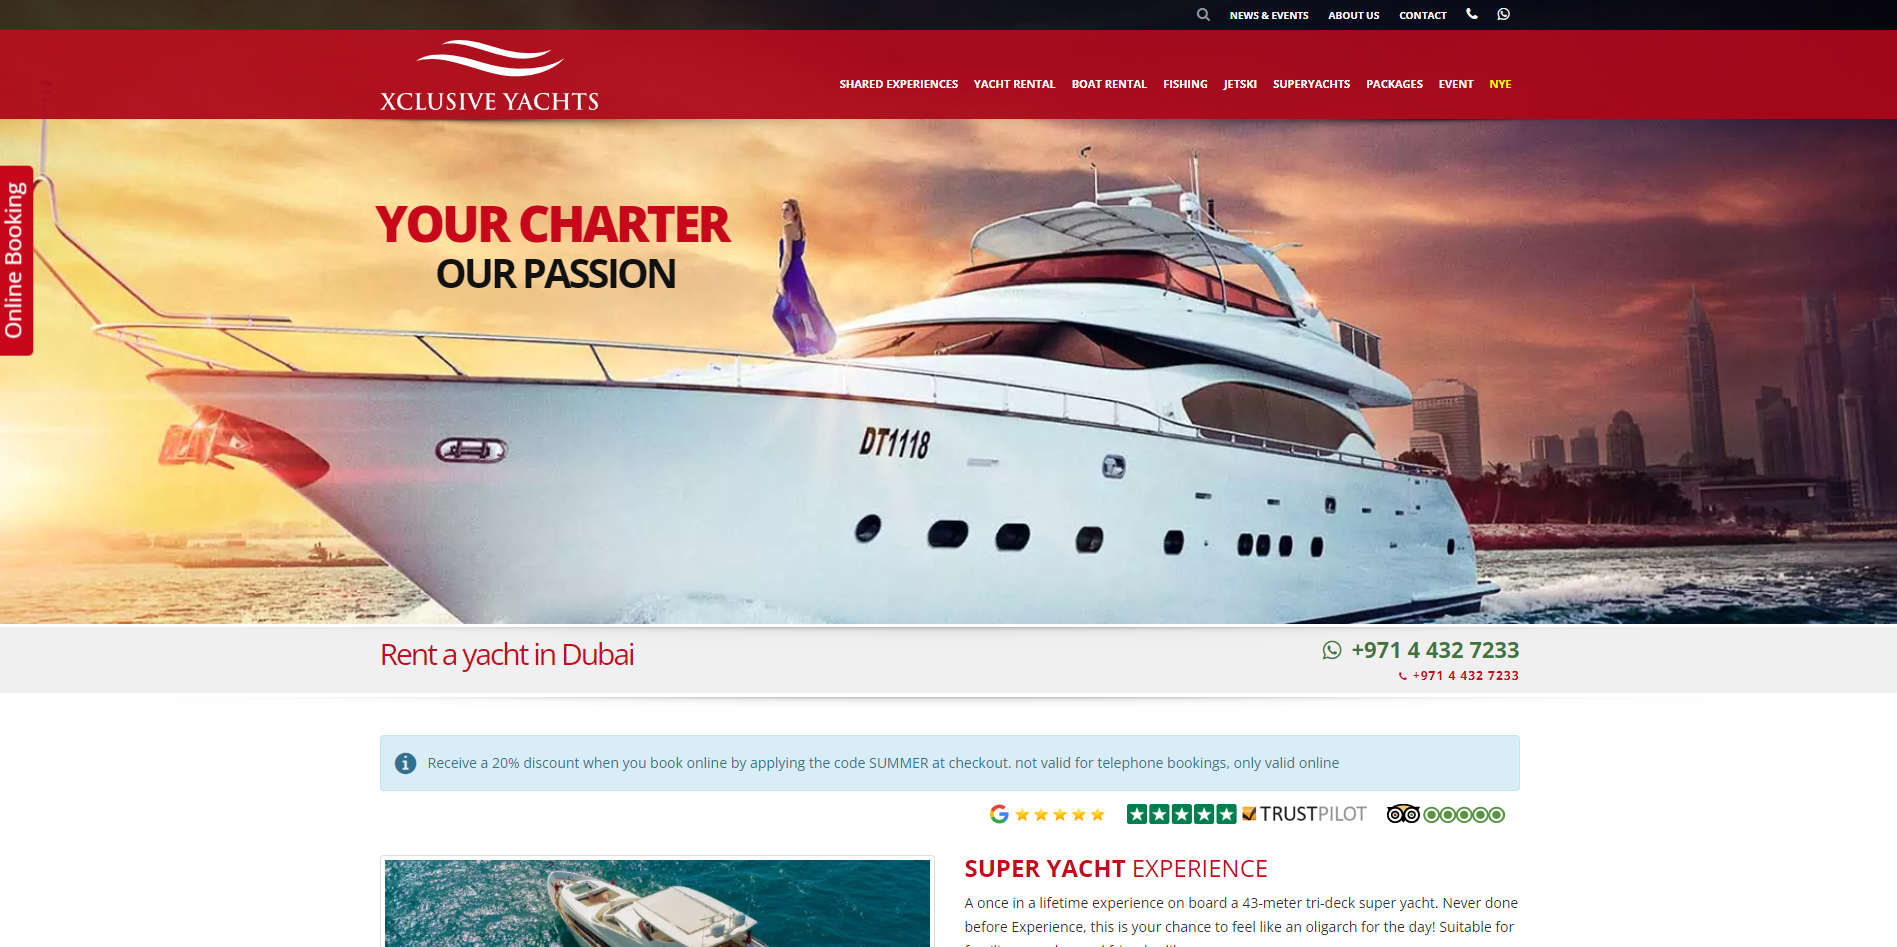 NEWS & EVENTS ABOUT US CONTACT
XCLUSIVE YACHTS
SHARED EXPERIENCES YACHT RENTAL BOAT RENTAL FISHING JETSKI SUPERYACHTS PACKAGES EVENT NYE
Online Booking
YOUR CHARTER
OUR PASSION
DT1118
Rent a yacht in Dubai
+971 4 432 7233
+971 4 432 7233
Receive a 20% discount when you book online by applying the code SUMMER at checkout. not valid for telephone bookings, only valid online
G TRUSTPILOT
SUPER YACHT EXPERIENCE
A once in a lifetime experience on board a 43-meter tri-deck super yacht. Never done
before Experience, this is your chance to feel like an oligarch for the day! Suitable for